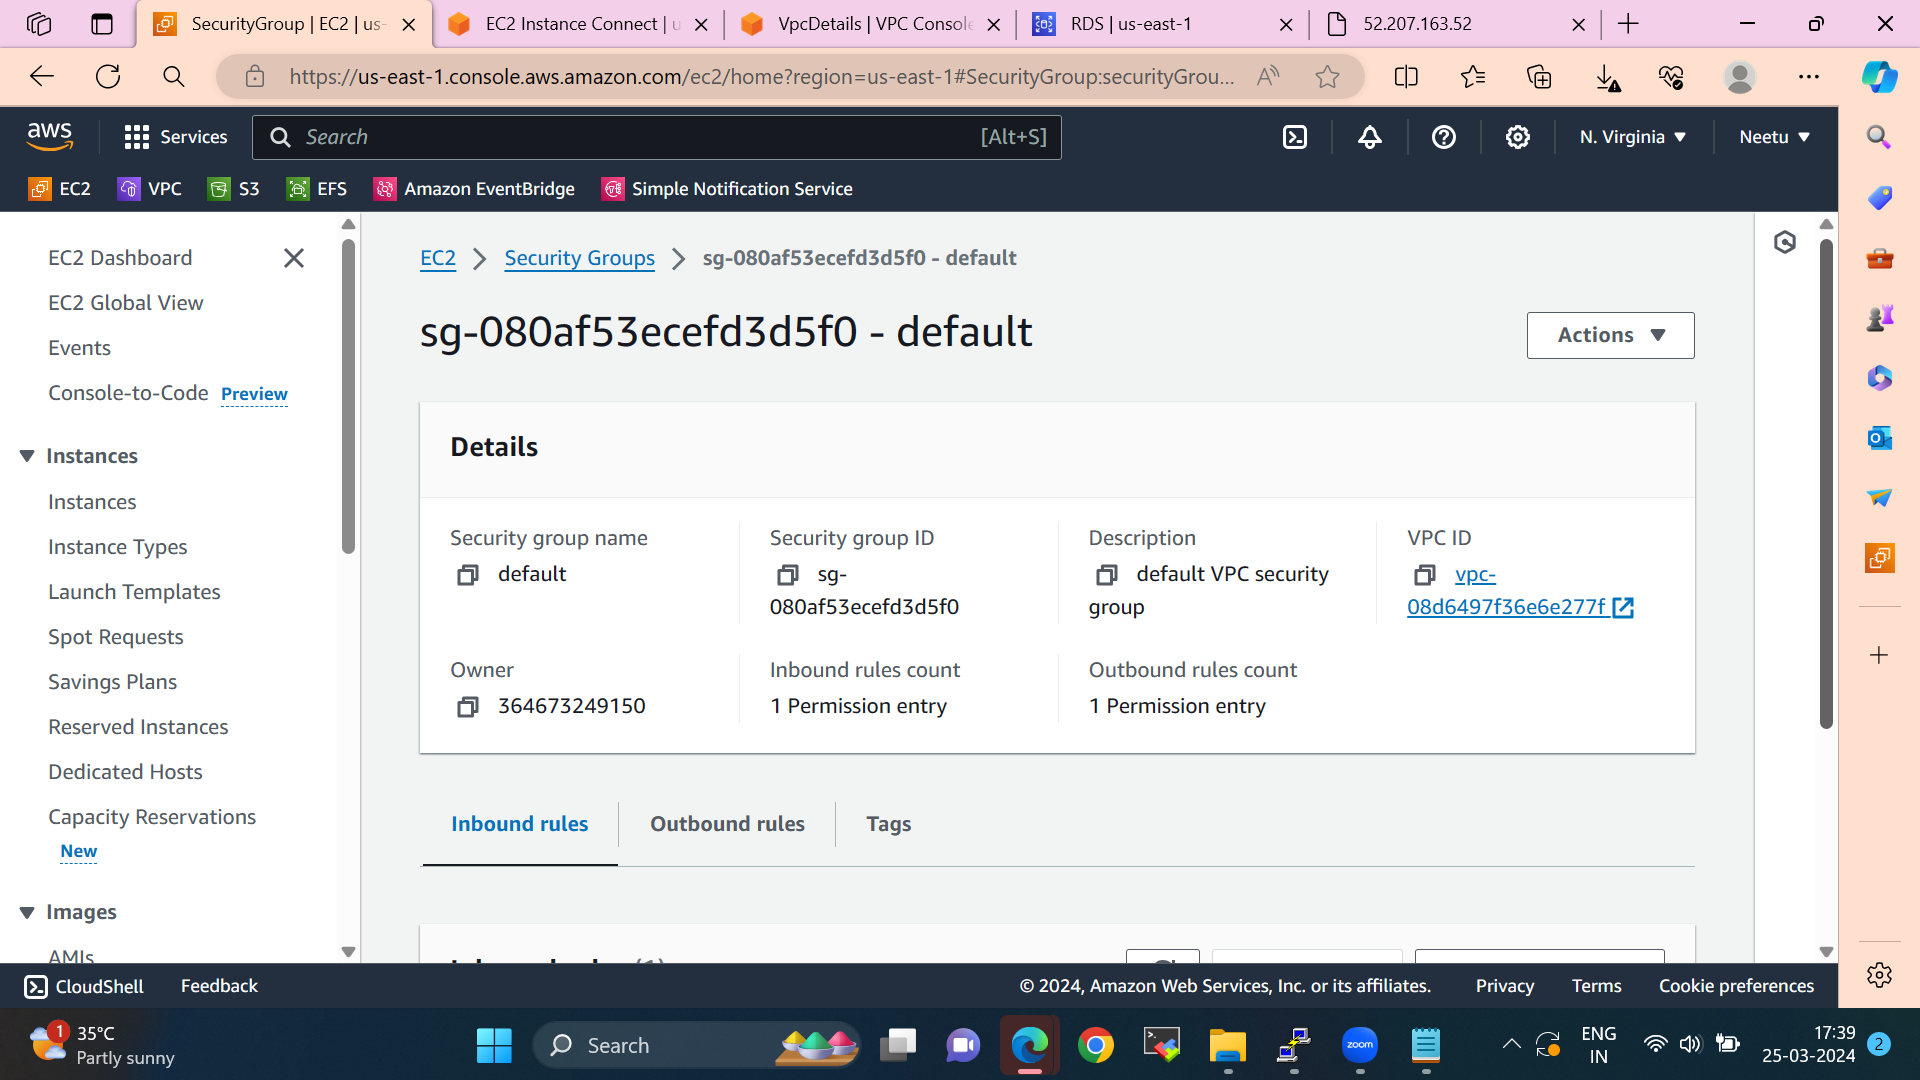 SecurityGroup | EC2 | us-
EC2 Instance Connect | u
VpcDetails | VPC Console
RDS | us-east-1
52.207.163.52
https://us-east-1.console.aws.amazon.com/ec2/home?region=us-east-1#SecurityGroup:securityGrou...
aws
Services
Search
[Alt+S]
N. Virginia
Neetu
EC2
VPC
S3
EFS
Amazon EventBridge
Simple Notification Service
EC2 Dashboard
EC2 Global View
Events
Console-to-Code Preview
Instances
Instances
Instance Types
Launch Templates
Spot Requests
Savings Plans
Reserved Instances
Dedicated Hosts
Capacity Reservations
New
Images
AMIs
EC2 > Security Groups > sg-080af53ecefd3d5f0 - default
sg-080af53ecefd3d5f0 - default
Actions
Details
Security group name
default
Security group ID
sg-
080af53ecefd3d5f0
Description
default VPC security
group
VPC ID
vpc-
08d6497f36e6e277f
Owner
364673249150
Inbound rules count
1 Permission entry
Outbound rules count
1 Permission entry
Inbound rules
Outbound rules
Tags
CloudShell
Feedback
© 2024, Amazon Web Services, Inc. or its affiliates.
Privacy
Terms
Cookie preferences
1
35°C
Partly sunny
Search
zoom
ENG
IN
17:39
25-03-2024
2